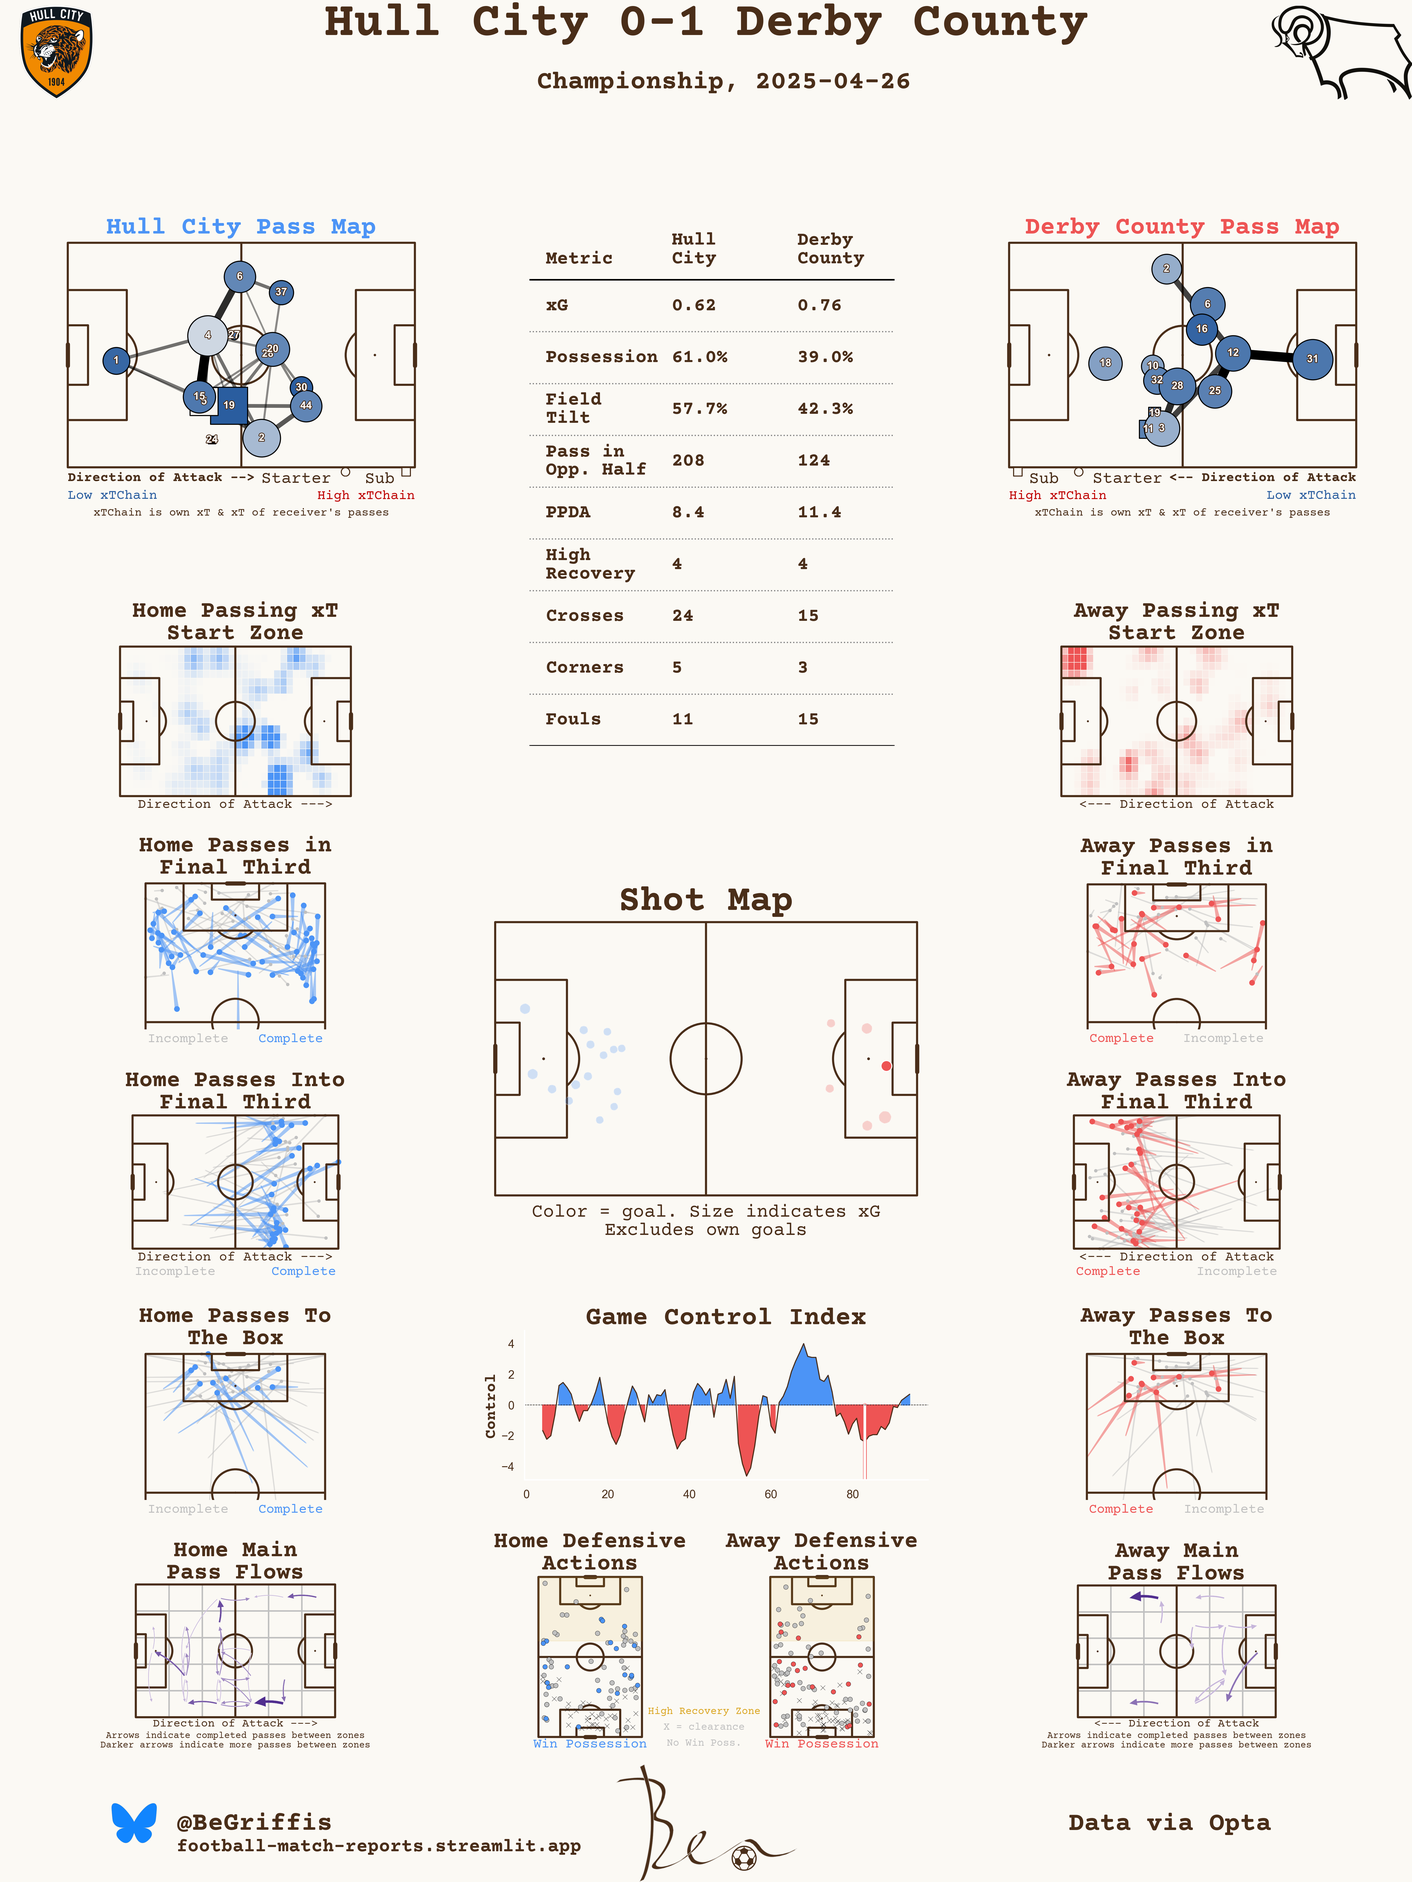 Hull City 0-1 Derby County
HULL CITY
1904
Championship, 2025-04-26
Hull City Pass Map
6
37
4
27
20
1
15
5
30
19
44
24
2
Direction of Attack --> Starter Sub
Low xTChain High xTChain
xTChain is own xT & xT of receiver's passes
Metric Hull City Derby County
xG 0.62 0.76
Possession 61.0% 39.0%
Field Tilt 57.7% 42.3%
Pass in Opp. Half 208 124
PPDA 8.4 11.4
High Recovery 4 4
Crosses 24 15
Corners 5 3
Fouls 11 15
Derby County Pass Map
2
6
16
12
31
18
10
32
28
25
19
11
3
Sub Starter <-- Direction of Attack
High xTChain Low xTChain
xTChain is own xT & xT of receiver's passes
Home Passing xT
Start Zone
Direction of Attack --->
Away Passing xT
Start Zone
<--- Direction of Attack
Home Passes in
Final Third
Incomplete Complete
Away Passes in
Final Third
Complete Incomplete
Shot Map
Color = goal. Size indicates xG
Excludes own goals
Home Passes Into
Final Third
Direction of Attack --->
Incomplete Complete
Away Passes Into
Final Third
<--- Direction of Attack
Complete Incomplete
Home Passes To
The Box
Incomplete Complete
Game Control Index
Control
4
2
0
−2
−4
0 20 40 60 80
Away Passes To
The Box
Complete Incomplete
Home Main
Pass Flows
Direction of Attack --->
Arrows indicate completed passes between zones
Darker arrows indicate more passes between zones
Home Defensive
Actions
Win Possession
Away Defensive
Actions
Win Possession
High Recovery Zone
X = clearance
No Win Poss.
Away Main
Pass Flows
<--- Direction of Attack
Arrows indicate completed passes between zones
Darker arrows indicate more passes between zones
@BeGriffis
football-match-reports.streamlit.app
Ben
Data via Opta